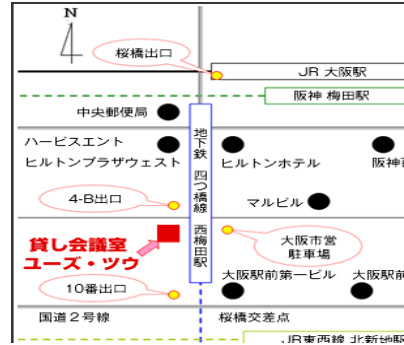 N
桜橋出口
JR 大阪駅
阪神 梅田駅
中央郵便局
ハービスエント
ヒルトンプラザウェスト
地下鉄 四つ橋線 西梅田駅
ヒルトンホテル
阪神百
4-B出口
マルビル
貸し会議室
ユーズ・ツウ
大阪市営
駐車場
10番出口
大阪駅前第一ビル
大阪駅前
国道2号線
桜橋交差点
JR東西線 北新地駅